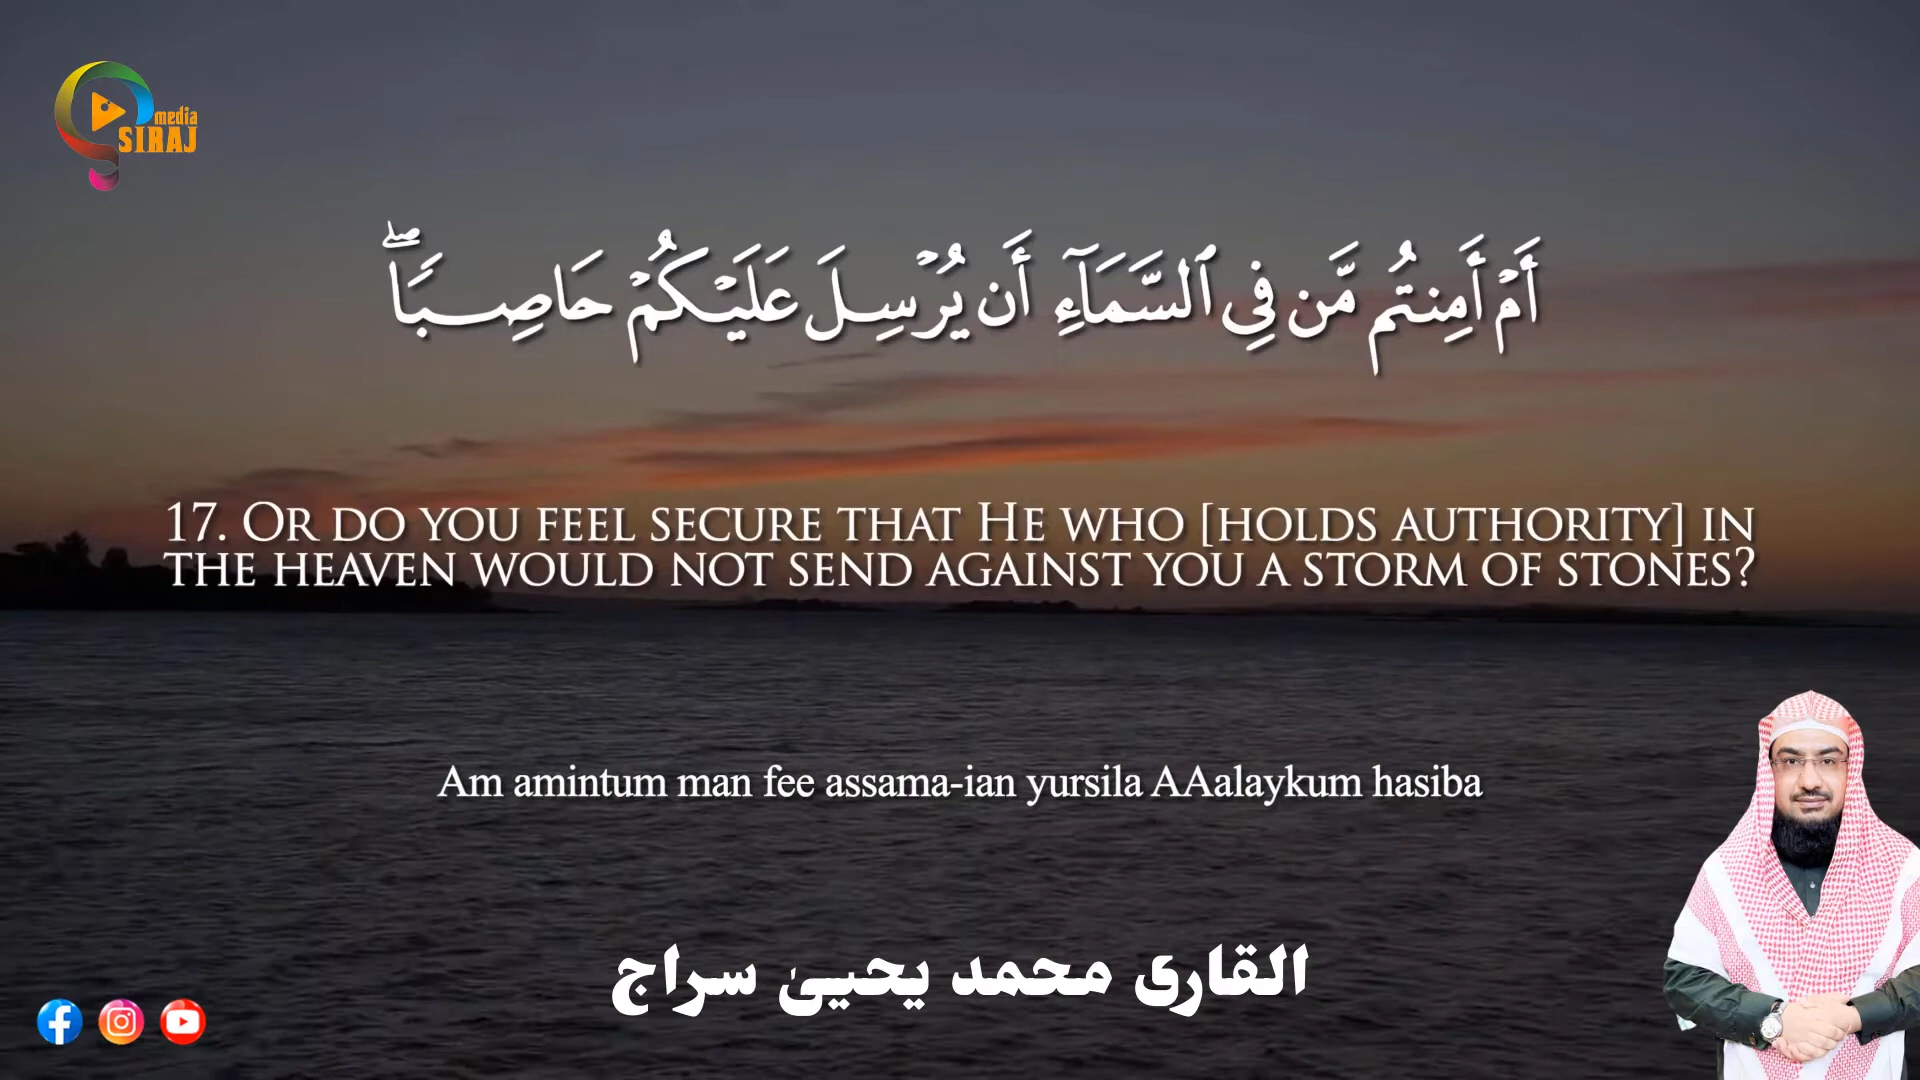 media
SIRAJ
أَمْ أَمِنتُم مَّن فِي ٱلسَّمَآءِ أَن يُرْسِلَ عَلَيْكُمْ حَاصِبًاۖ
17. Or do you feel secure that He who [holds authority] in
the heaven would not send against you a storm of stones?
Am amintum man fee assama-ian yursila AAalaykum hasiba
القاری محمد یحییٰ سراج